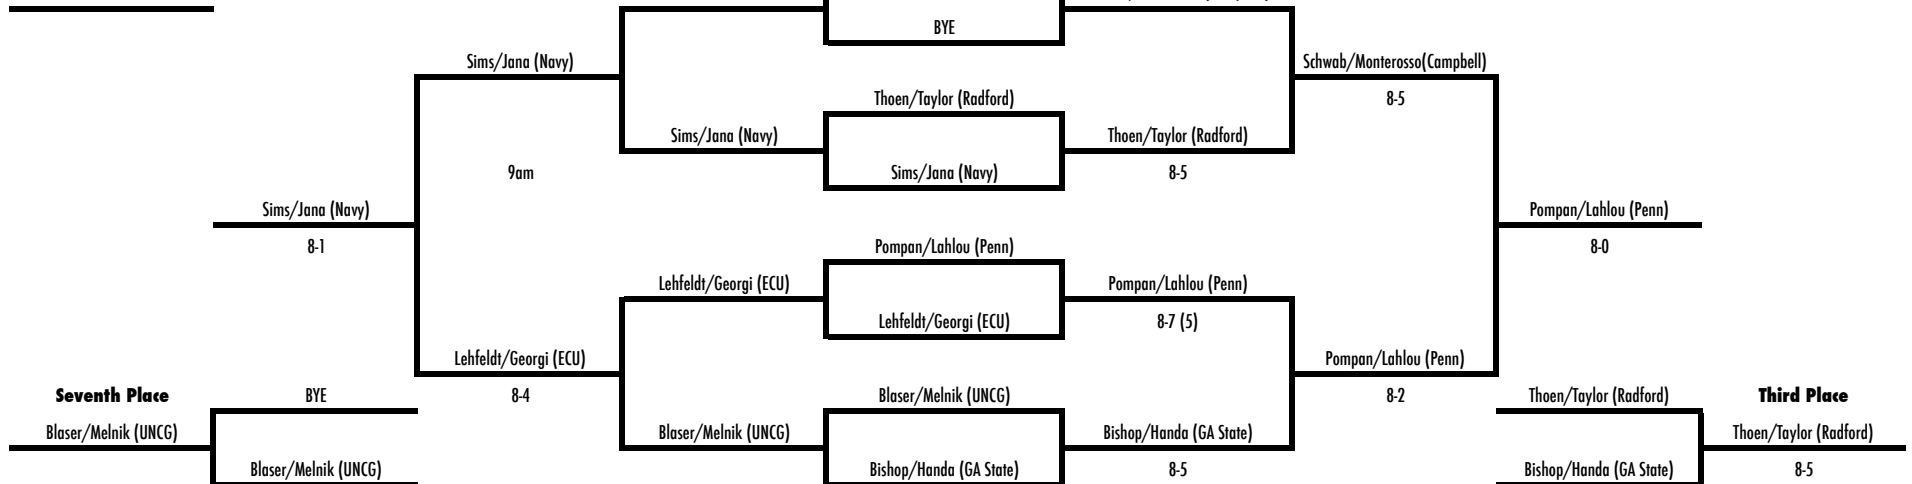 BYE
Sims/Jana (Navy)
Schwab/Monterosso(Campbell)
Thoen/Taylor (Radford)
8-5
Sims/Jana (Navy)
Thoen/Taylor (Radford)
9am
Sims/Jana (Navy)
8-5
Sims/Jana (Navy)
Pompan/Lahlou (Penn)
8-1
Pompan/Lahlou (Penn)
8-0
Lehfeldt/Georgi (ECU)
Pompan/Lahlou (Penn)
Lehfeldt/Georgi (ECU)
8-7 (5)
Lehfeldt/Georgi (ECU)
Pompan/Lahlou (Penn)
Seventh Place
BYE
8-4
Blaser/Melnik (UNCG)
8-2
Thoen/Taylor (Radford)
Third Place
Blaser/Melnik (UNCG)
Blaser/Melnik (UNCG)
Bishop/Handa (GA State)
Thoen/Taylor (Radford)
Blaser/Melnik (UNCG)
Bishop/Handa (GA State)
8-5
Bishop/Handa (GA State)
8-5